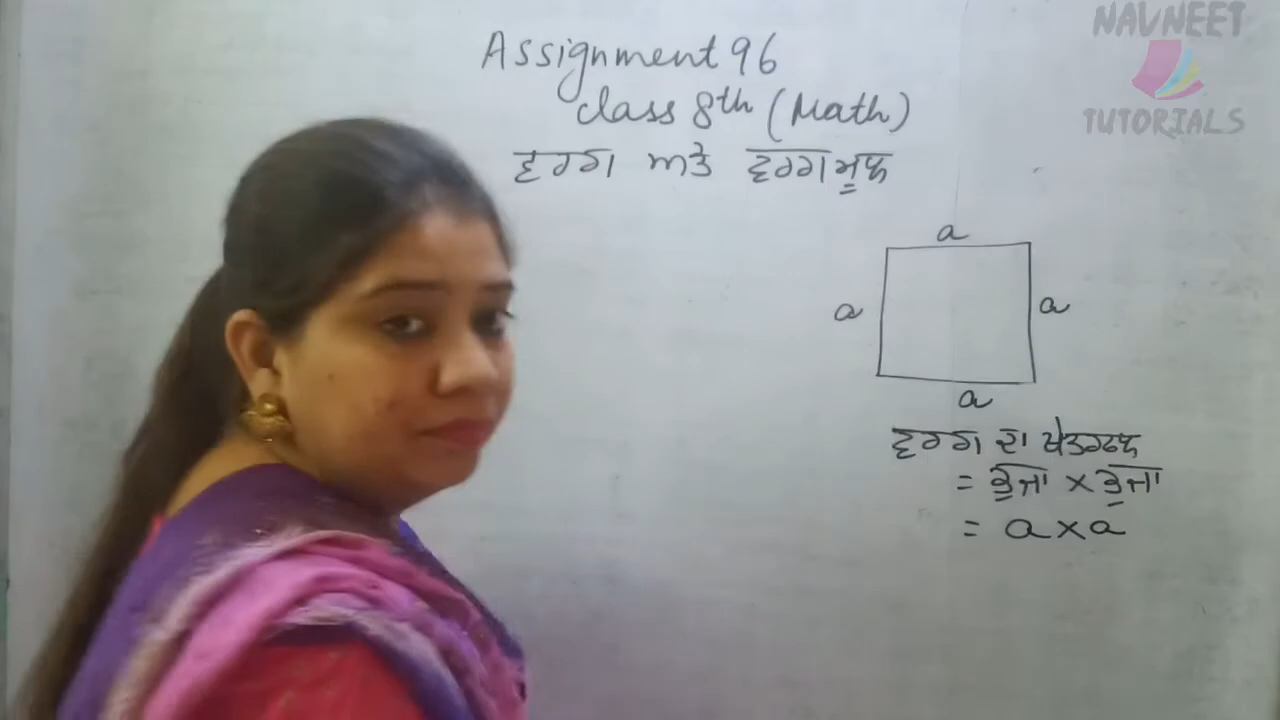 NAVNEET
TUTORIALS
Assignment 96
class 8th (Math)
ਵਰਗ ਅਤੇ ਵਰਗਮੂਲ
a
a
a
a
ਵਰਗ ਦਾ ਖੇਤਰਫਲ
= ਭੁਜਾ × ਭੁਜਾ
= a × a